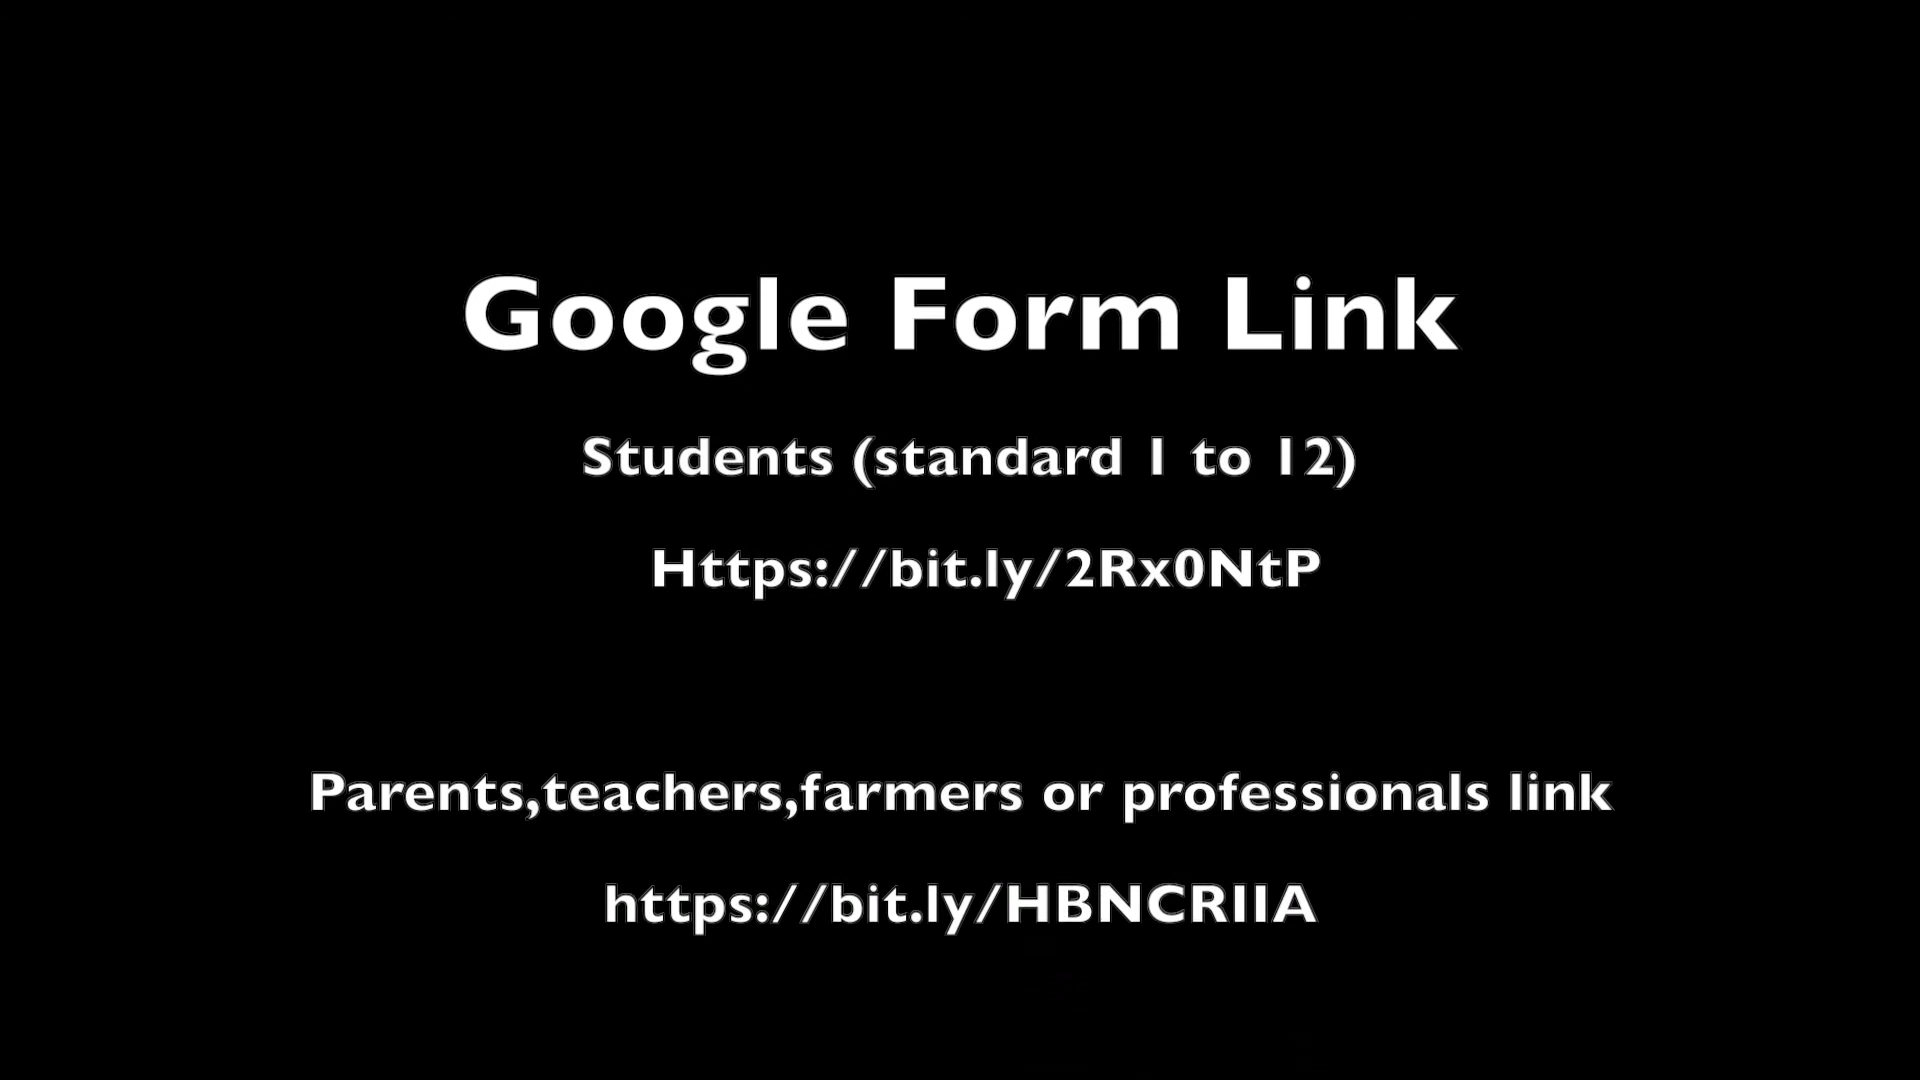 Google Form Link
Students (standard 1 to 12)
Https://bit.ly/2Rx0NtP
Parents,teachers,farmers or professionals link
https://bit.ly/HBNCRIIA